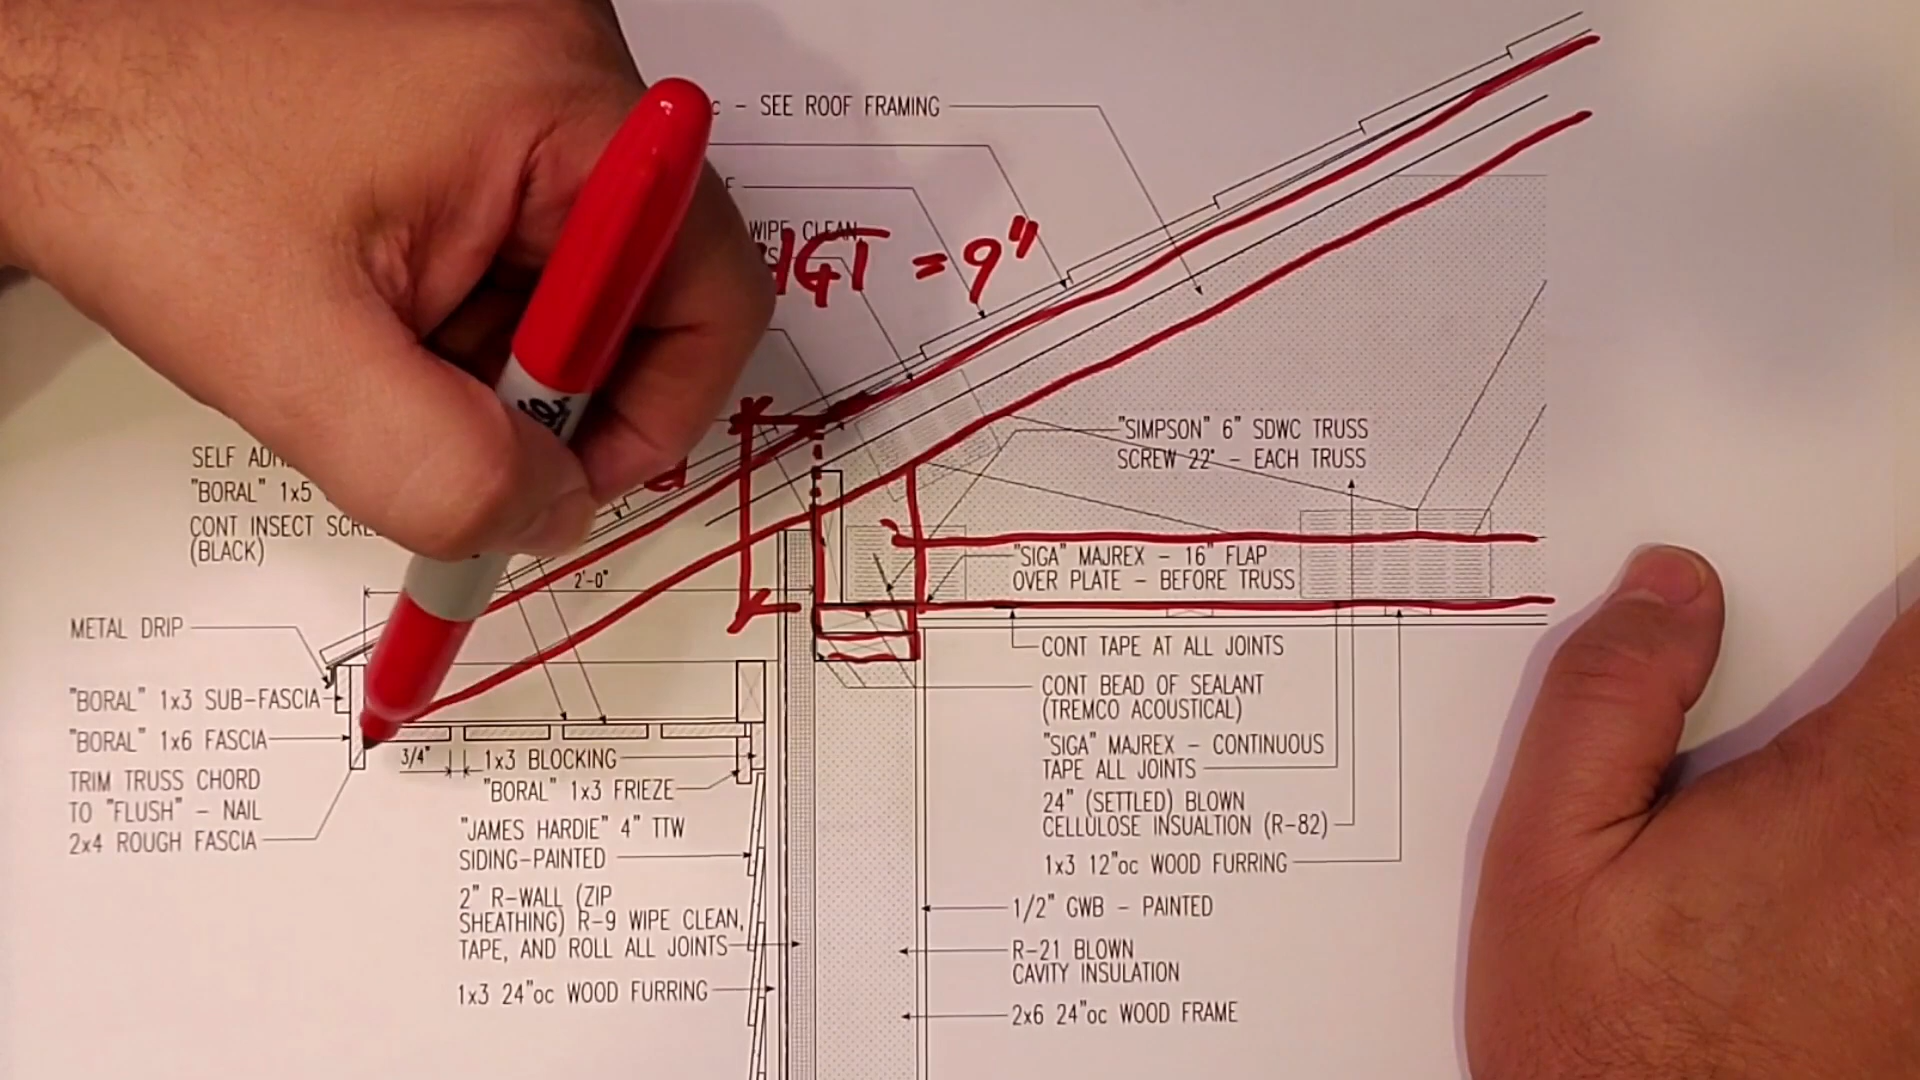 - SEE ROOF FRAMING
WIPE CLEAN,
HGT = 9"
"BORAL" 1x5
CONT INSECT
(BLACK)
2'-0"
METAL DRIP
"BORAL" 1x3 SUB-FASCIA
"BORAL" 1x6 FASCIA
TRIM TRUSS CHORD
TO "FLUSH" - NAIL
2x4 ROUGH FASCIA
3/4"
1x3 BLOCKING
"BORAL" 1x3 FRIEZE
"JAMES HARDIE" 4" TTW
SIDING-PAINTED
2" R-WALL (ZIP
SHEATHING) R-9 WIPE CLEAN,
TAPE, AND ROLL ALL JOINTS
1x3 24"oc WOOD FURRING
"SIMPSON" 6" SDWC TRUSS
SCREW 22° - EACH TRUSS
"SIGA" MAJREX - 16" FLAP
OVER PLATE - BEFORE TRUSS
CONT TAPE AT ALL JOINTS
CONT BEAD OF SEALANT
(TREMCO ACOUSTICAL)
"SIGA" MAJREX - CONTINUOUS
TAPE ALL JOINTS
24" (SETTLED) BLOWN
CELLULOSE INSUALTION (R-82)
1x3 12"oc WOOD FURRING
1/2" GWB - PAINTED
R-21 BLOWN
CAVITY INSULATION
2x6 24"oc WOOD FRAME